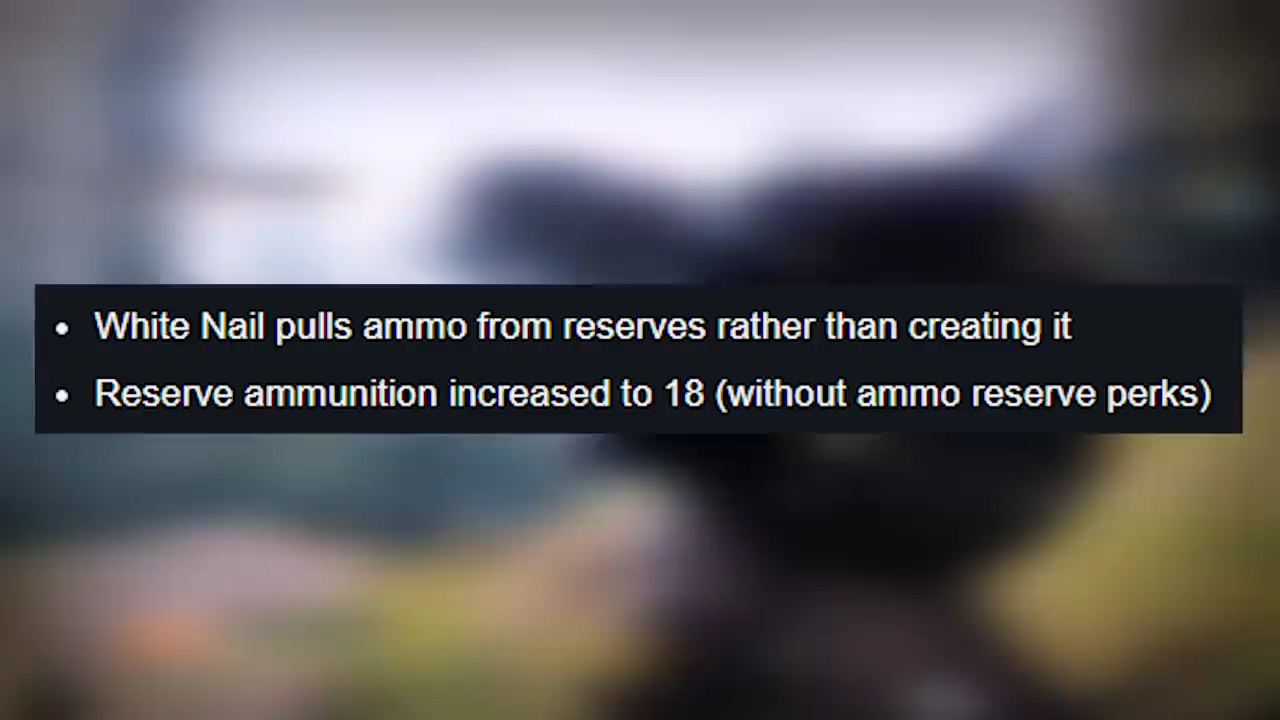 • White Nail pulls ammo from reserves rather than creating it
• Reserve ammunition increased to 18 (without ammo reserve perks)